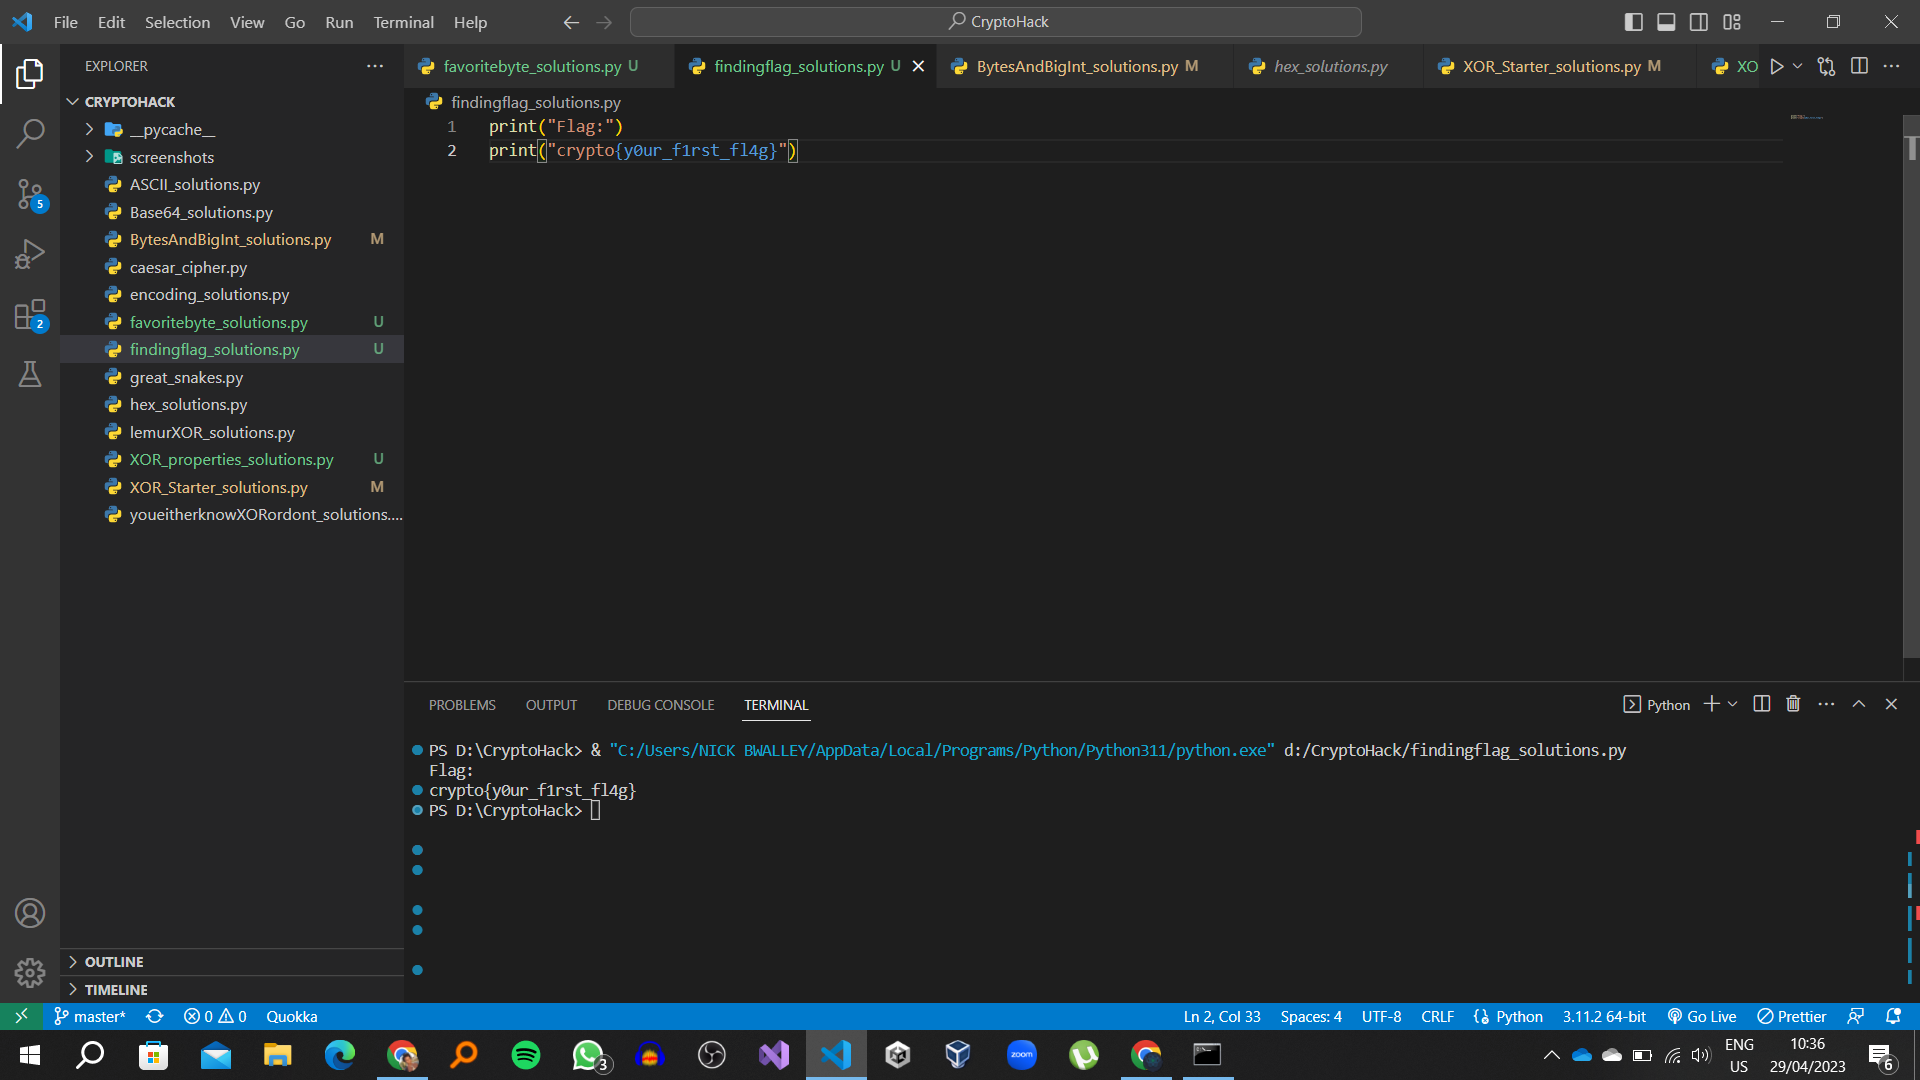 File Edit Selection View Go Run Terminal Help
CryptoHack
EXPLORER
CRYPTOHACK
__pycache__
screenshots
ASCII_solutions.py
Base64_solutions.py
BytesAndBigInt_solutions.py M
caesar_cipher.py
encoding_solutions.py
favoritebyte_solutions.py U
findingflag_solutions.py U
great_snakes.py
hex_solutions.py
lemurXOR_solutions.py
XOR_properties_solutions.py U
XOR_Starter_solutions.py M
youeitherknowXORordont_solutions....
OUTLINE
TIMELINE
5
2
favoritebyte_solutions.py U
findingflag_solutions.py U
BytesAndBigInt_solutions.py M
hex_solutions.py
XOR_Starter_solutions.py M
XO
findingflag_solutions.py
1 print("Flag:")
2 print("crypto{y0ur_f1rst_fl4g}")
PROBLEMS OUTPUT DEBUG CONSOLE TERMINAL
Python
PS D:\CryptoHack> & "C:/Users/NICK BWALLEY/AppData/Local/Programs/Python/Python311/python.exe" d:/CryptoHack/findingflag_solutions.py
Flag:
crypto{y0ur_f1rst_fl4g}
PS D:\CryptoHack>
master* 0 0 Quokka
Ln 2, Col 33 Spaces: 4 UTF-8 CRLF Python 3.11.2 64-bit Go Live Prettier
3
zoom
ENG
US
10:36
29/04/2023
6